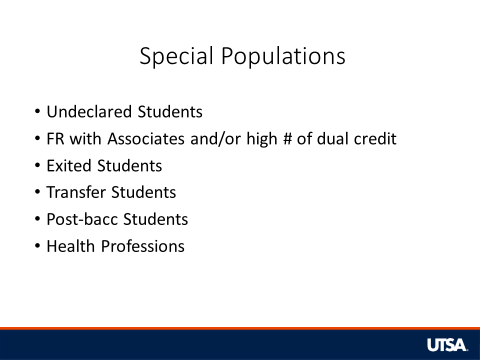 Special Populations
• Undeclared Students
• FR with Associates and/or high # of dual credit
• Exited Students
• Transfer Students
• Post-bacc Students
• Health Professions
UTSA